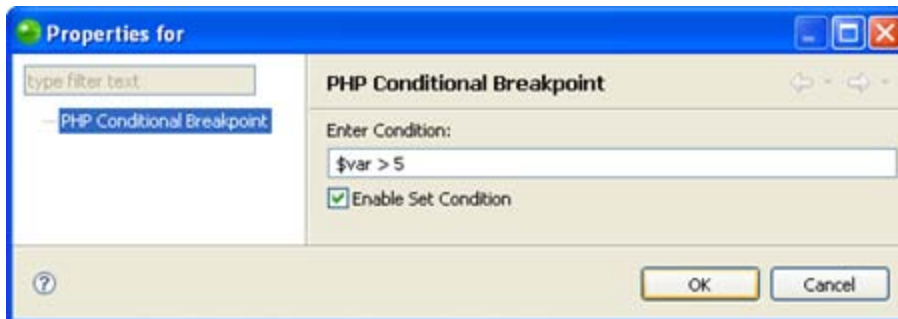 Properties for
type filter text
PHP Conditional Breakpoint
PHP Conditional Breakpoint
Enter Condition:
$var > 5
Enable Set Condition
?
OK
Cancel